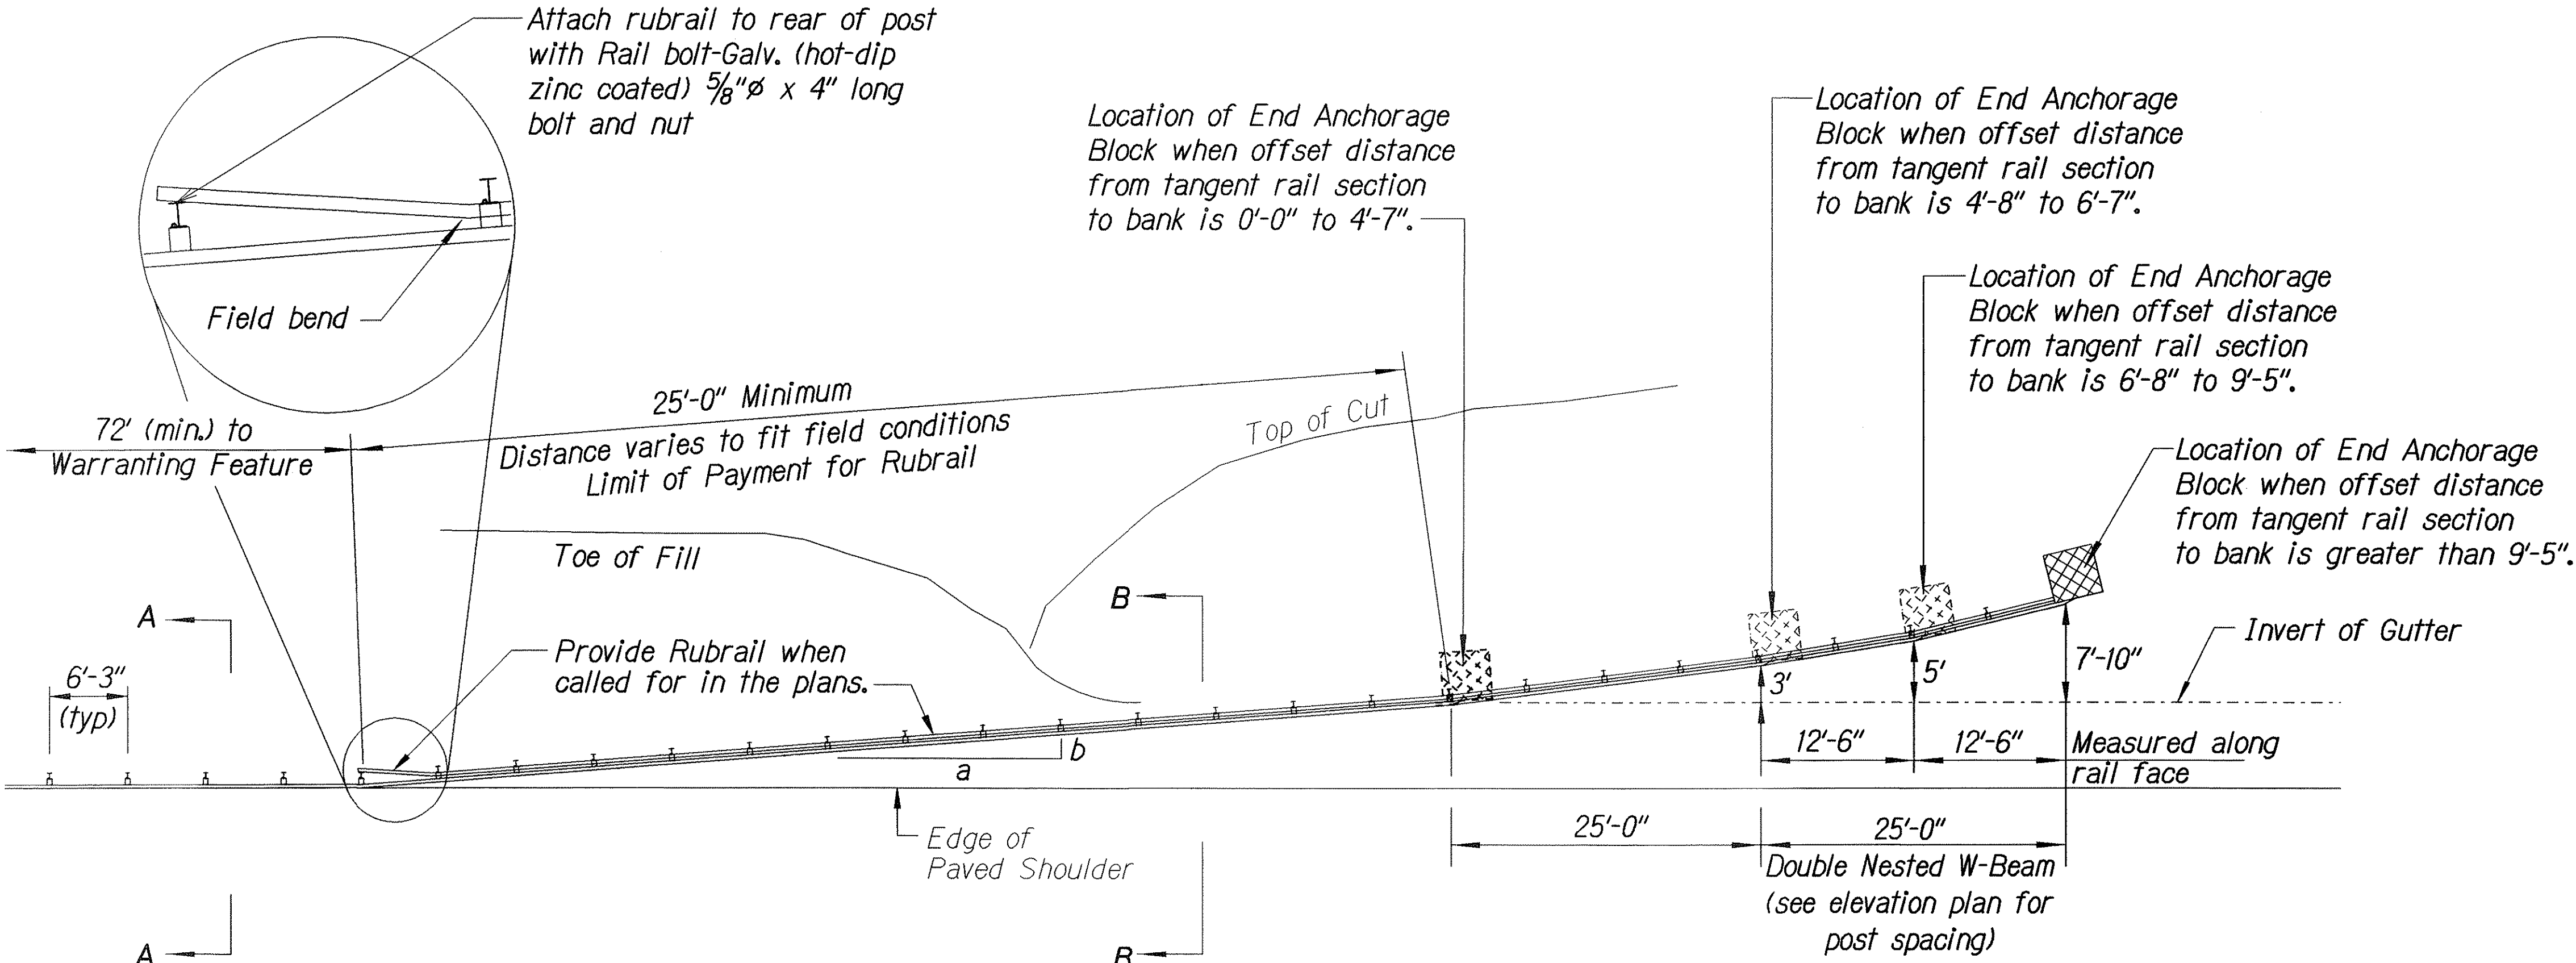 Attach rubrail to rear of post
with Rail bolt-Galv. (hot-dip
zinc coated) 5/8"ø x 4" long
bolt and nut
Field bend
Location of End Anchorage
Block when offset distance
from tangent rail section
to bank is 0'-0" to 4'-7".
Location of End Anchorage
Block when offset distance
from tangent rail section
to bank is 4'-8" to 6'-7".
Location of End Anchorage
Block when offset distance
from tangent rail section
to bank is 6'-8" to 9'-5".
Location of End Anchorage
Block when offset distance
from tangent rail section
to bank is greater than 9'-5".
72' (min.) to
Warranting Feature
25'-0" Minimum
Distance varies to fit field conditions
Limit of Payment for Rubrail
Top of Cut
Toe of Fill
A
B
Provide Rubrail when
called for in the plans.
6'-3"
(typ)
a
b
3'
5'
7'-10"
Invert of Gutter
12'-6"
12'-6"
Measured along
rail face
Edge of
Paved Shoulder
25'-0"
25'-0"
Double Nested W-Beam
(see elevation plan for
post spacing)
A
B